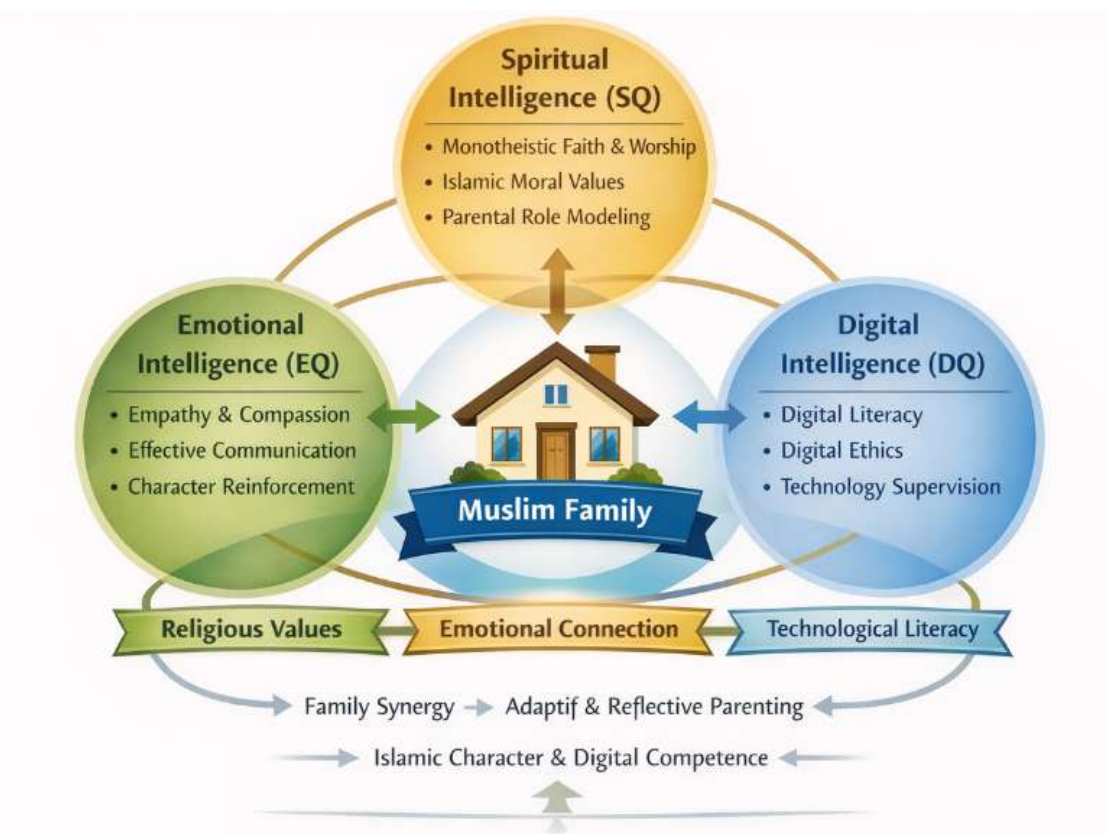 Spiritual
Intelligence (SQ)
• Monotheistic Faith & Worship
• Islamic Moral Values
• Parental Role Modeling
Emotional
Intelligence (EQ)
• Empathy & Compassion
• Effective Communication
• Character Reinforcement
Digital
Intelligence (DQ)
• Digital Literacy
• Digital Ethics
• Technology Supervision
Muslim Family
Religious Values
Emotional Connection
Technological Literacy
Family Synergy → Adaptif & Reflective Parenting
Islamic Character & Digital Competence